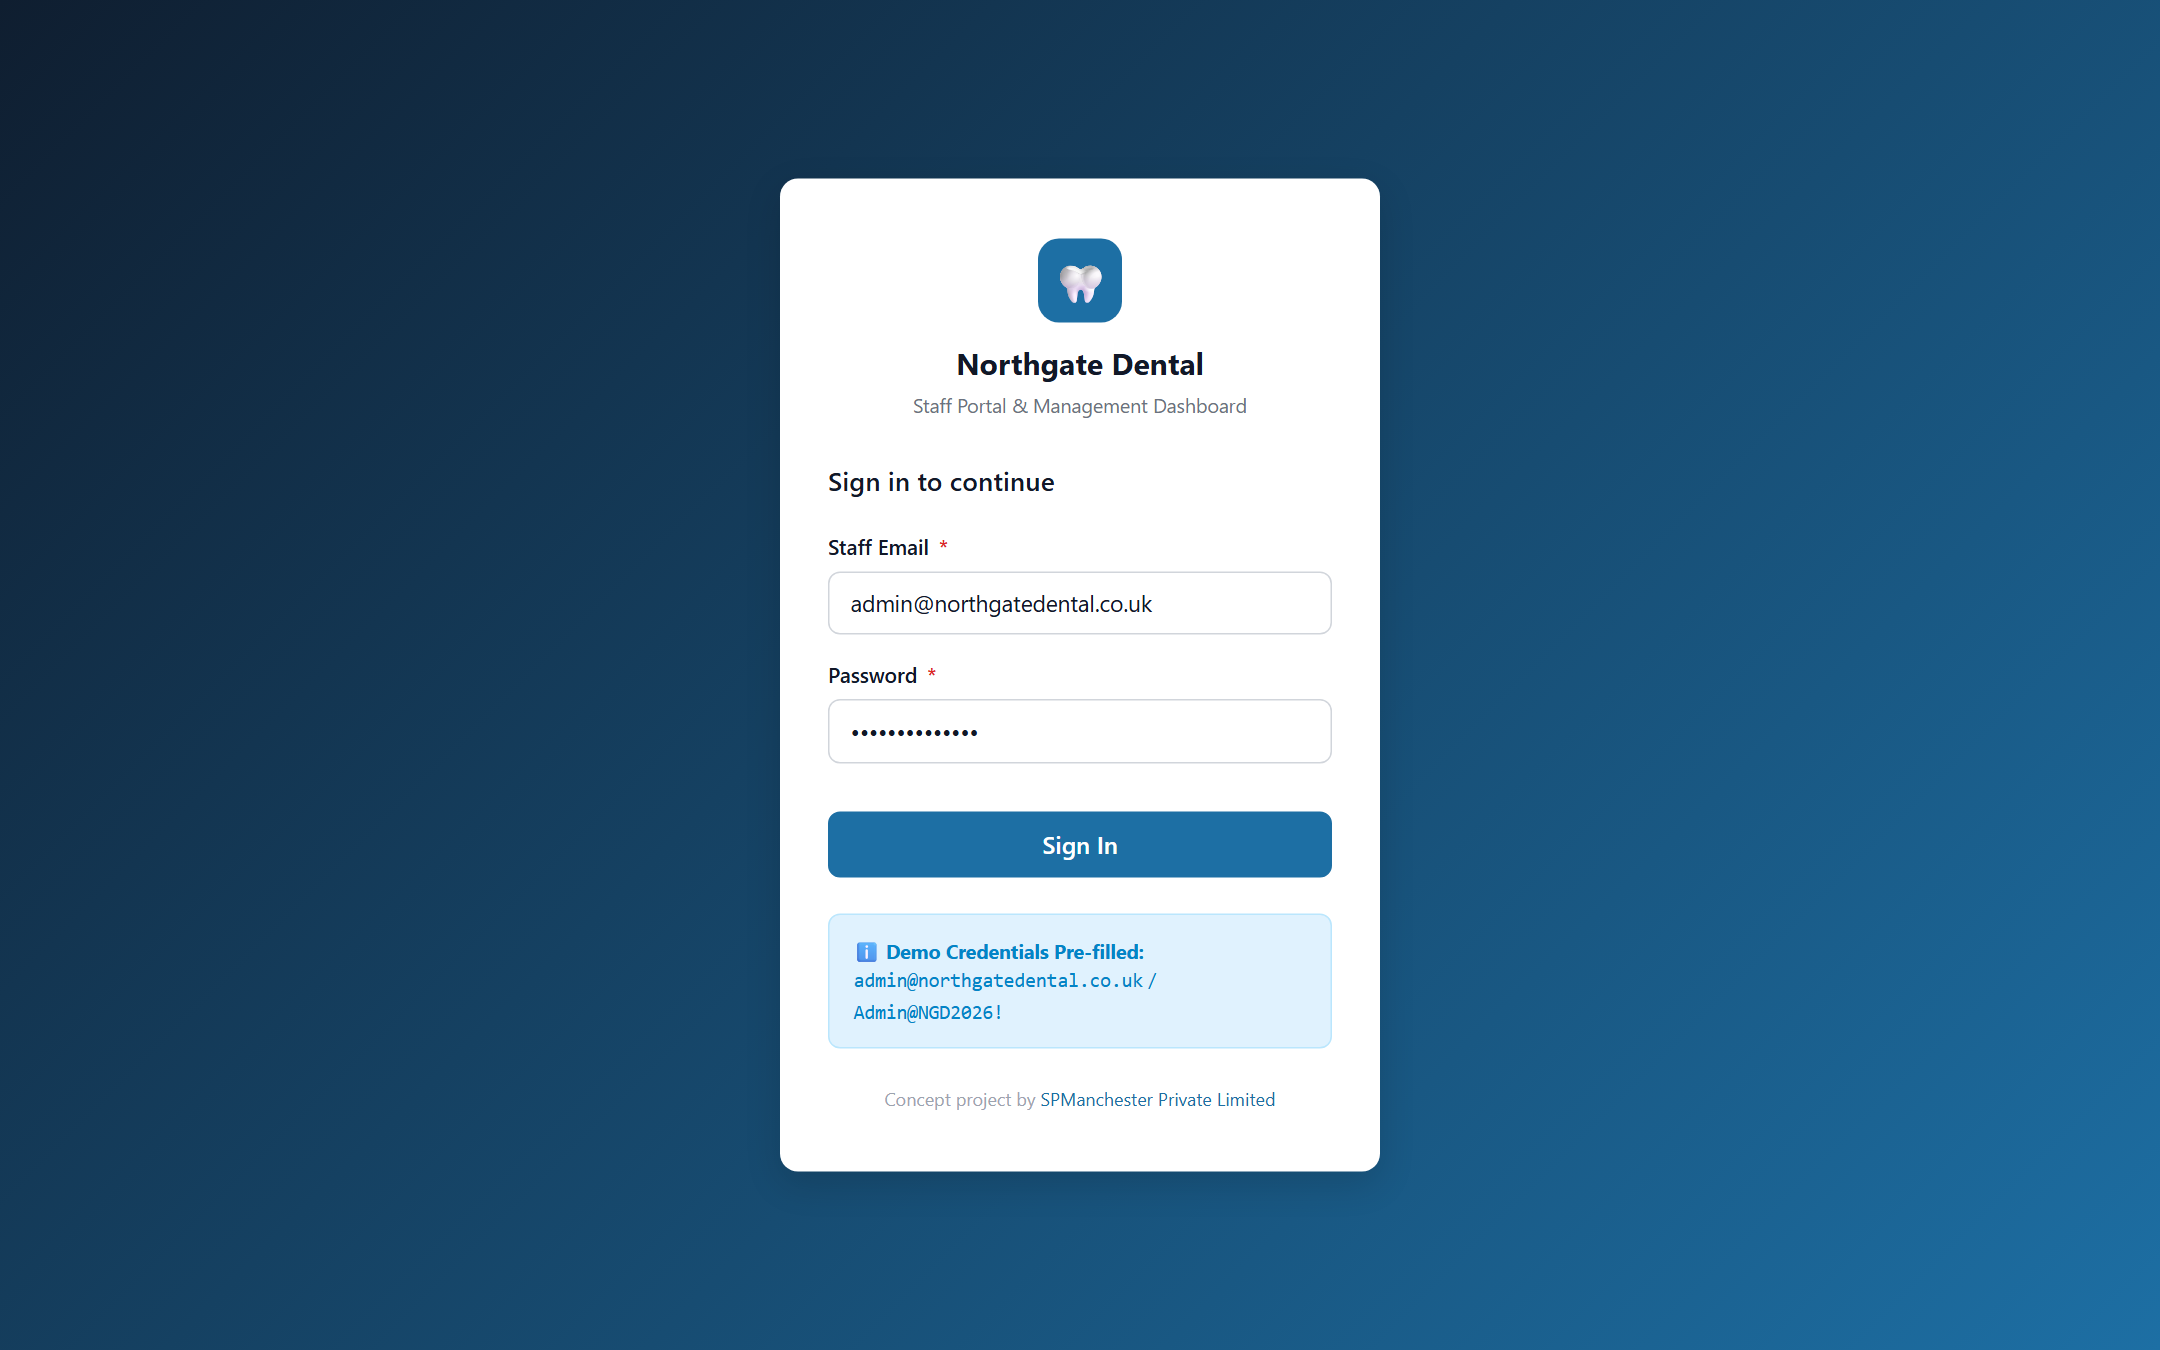 Northgate Dental
Staff Portal & Management Dashboard
Sign in to continue
Staff Email *
admin@northgatedental.co.uk
Password *
••••••••••••••
Sign In
ℹ️ Demo Credentials Pre-filled:
admin@northgatedental.co.uk /
Admin@NGD2026!
Concept project by SPManchester Private Limited